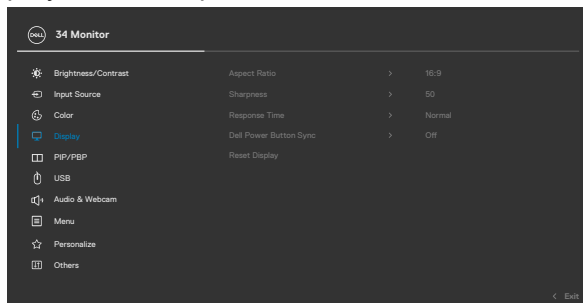 DELL 34 Monitor
Brightness/Contrast Aspect Ratio > 16:9
Input Source Sharpness > 50
Color Response Time > Normal
Display Dell Power Button Sync > Off
PIP/PBP Reset Display
USB
Audio & Webcam
Menu
Personalize
Others
< Exit